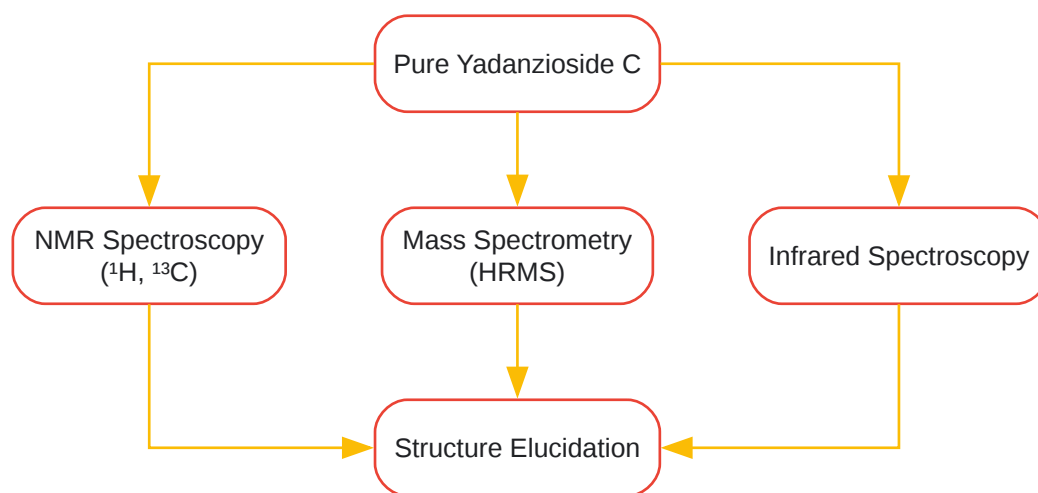 Pure Yadanzioside C
NMR Spectroscopy
(¹H, ¹³C)
Mass Spectrometry
(HRMS)
Infrared Spectroscopy
Structure Elucidation